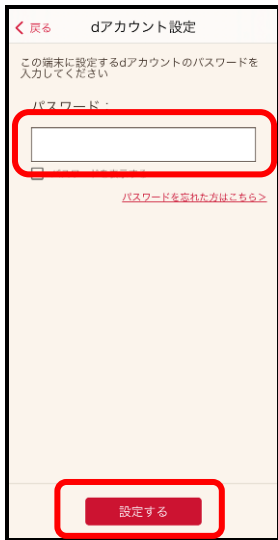 戻る dアカウント設定
この端末に設定するdアカウントのパスワードを
入力してください
パスワード：
パスワードを忘れた方はこちら＞
設定する